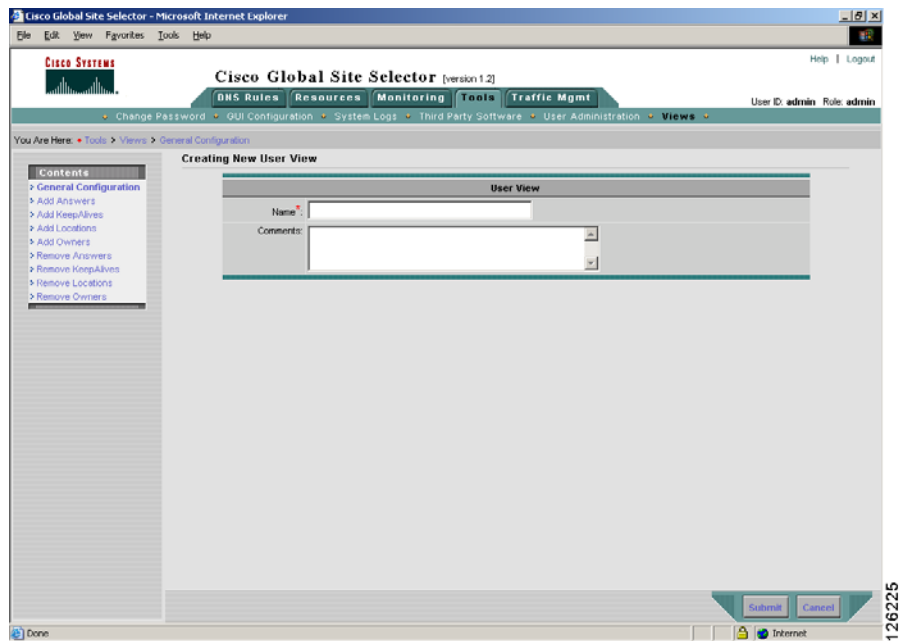 Cisco Global Site Selector - Microsoft Internet Explorer
File Edit View Favorites Tools Help
CISCO SYSTEMS
Cisco Global Site Selector [version 1.2]
Help | Logout
DNS Rules Resources Monitoring Tools Traffic Mgmt
User ID: admin Role: admin
Change Password GUI Configuration System Logs Third Party Software User Administration Views
You Are Here: Tools > Views > General Configuration
Creating New User View
Contents
> General Configuration
> Add Answers
> Add KeepAlives
> Add Locations
> Add Owners
> Remove Answers
> Remove KeepAlives
> Remove Locations
> Remove Owners
User View
Name*:
Comments:
Submit Cancel
Done
Internet
126225